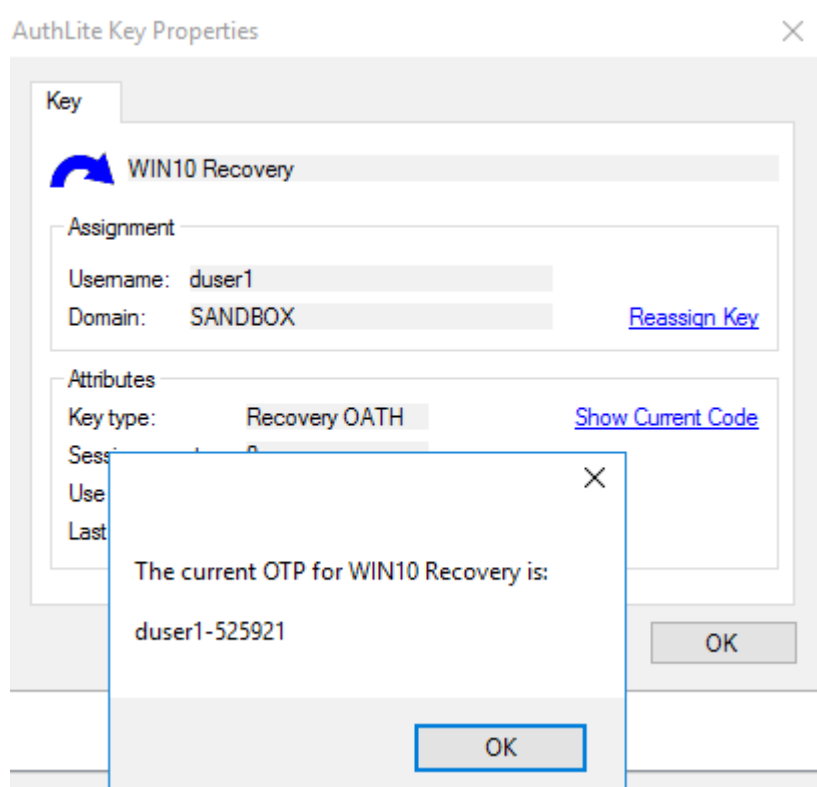 AuthLite Key Properties
Key
WIN10 Recovery
Assignment
Username: duser1
Domain: SANDBOX Reassign Key
Attributes
Key type: Recovery OATH Show Current Code
Use
Last
The current OTP for WIN10 Recovery is:
duser1-525921
OK
OK